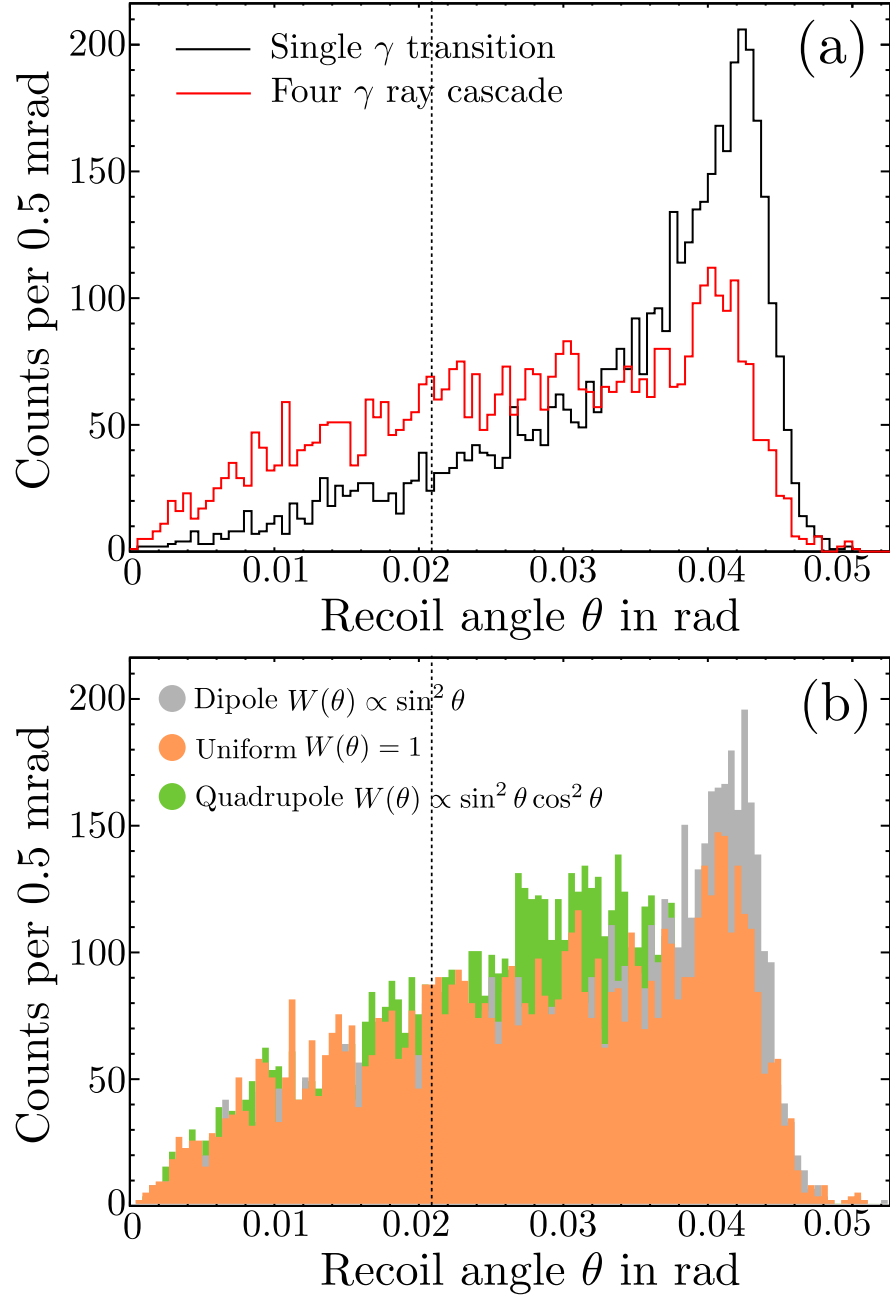 (a)
Single γ transition
Four γ ray cascade
Counts per 0.5 mrad
200
150
100
50
0
0 0.01 0.02 0.03 0.04 0.05
Recoil angle θ in rad
(b)
Dipole W(θ) ∝ sin² θ
Uniform W(θ) = 1
Quadrupole W(θ) ∝ sin² θ cos² θ
Counts per 0.5 mrad
200
150
100
50
0
0 0.01 0.02 0.03 0.04 0.05
Recoil angle θ in rad